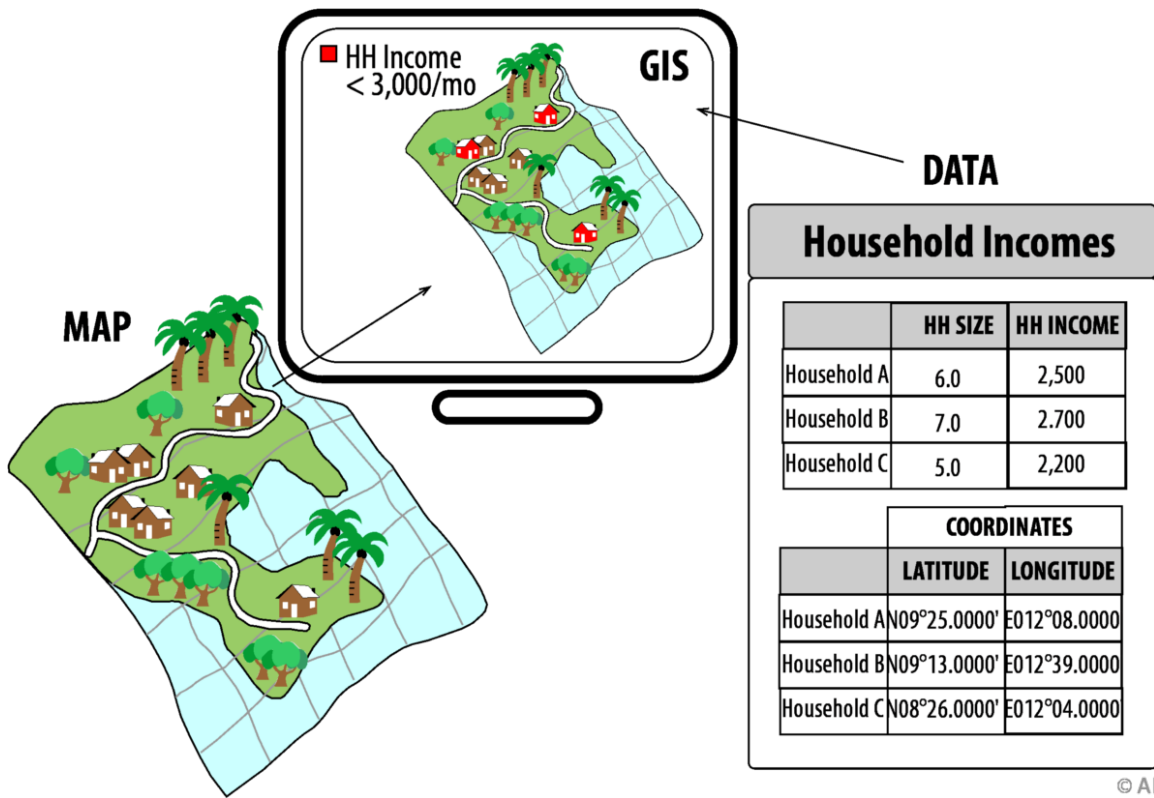 HH Income
< 3,000/mo
GIS
DATA
Household Incomes
HH SIZE HH INCOME
Household A 6.0 2,500
Household B 7.0 2.700
Household C 5.0 2,200
COORDINATES
LATITUDE LONGITUDE
Household A N09°25.0000' E012°08.0000
Household B N09°13.0000' E012°39.0000
Household C N08°26.0000' E012°04.0000
MAP
©